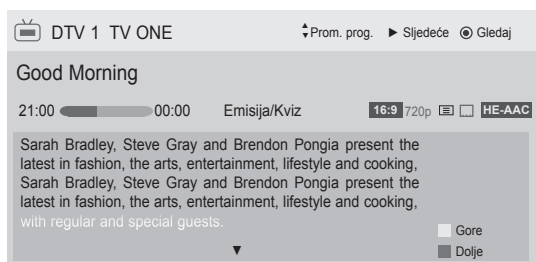 DTV 1 TV ONE
Prom. prog. Sljedeće Gledaj
Good Morning
21:00 00:00 Emisija/Kviz 16:9 720p HE-AAC
Sarah Bradley, Steve Gray and Brendon Pongia present the
latest in fashion, the arts, entertainment, lifestyle and cooking,
Sarah Bradley, Steve Gray and Brendon Pongia present the
latest in fashion, the arts, entertainment, lifestyle and cooking,
with regular and special guests.
Gore
Dolje